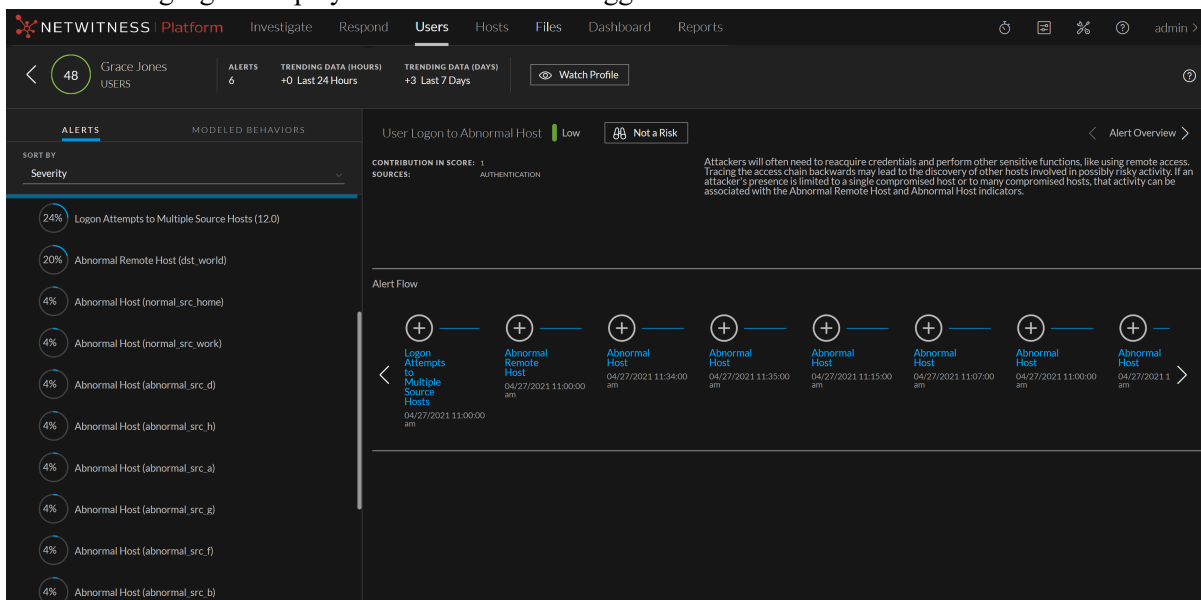 NETWITNESS Platform Investigate Respond Users Hosts Files Dashboard Reports admin >
48 Grace Jones
USERS
ALERTS TRENDING DATA (HOURS) TRENDING DATA (DAYS)
6 +0 Last 24 Hours +3 Last 7 Days
Watch Profile
ALERTS MODELED BEHAVIORS
SORT BY
Severity
24% Logon Attempts to Multiple Source Hosts (12.0)
20% Abnormal Remote Host (dst_world)
4% Abnormal Host (normal_src_home)
4% Abnormal Host (normal_src_work)
4% Abnormal Host (abnormal_src_d)
4% Abnormal Host (abnormal_src_h)
4% Abnormal Host (abnormal_src_a)
4% Abnormal Host (abnormal_src_g)
4% Abnormal Host (abnormal_src_f)
4% Abnormal Host (abnormal_src_b)
User Logon to Abnormal Host Low Not a Risk
Alert Overview
CONTRIBUTION IN SCORE: 1
SOURCES: AUTHENTICATION
Attackers will often need to reacquire credentials and perform other sensitive functions, like using remote access.
Tracing the access chain backwards may lead to the discovery of other hosts involved in possibly risky activity. If an
attacker's presence is limited to a single compromised host or to many compromised hosts, that activity can be
associated with the Abnormal Remote Host and Abnormal Host indicators.
Alert Flow
Logon
Attempts
to
Multiple
Source
Hosts
04/27/2021 11:00:00
am
Abnormal
Remote
Host
04/27/2021 11:00:00
am
Abnormal
Host
04/27/2021 11:34:00
am
Abnormal
Host
04/27/2021 11:35:00
am
Abnormal
Host
04/27/2021 11:15:00
am
Abnormal
Host
04/27/2021 11:07:00
am
Abnormal
Host
04/27/2021 11:00:00
am
Abnormal
Host
04/27/2021 1
am